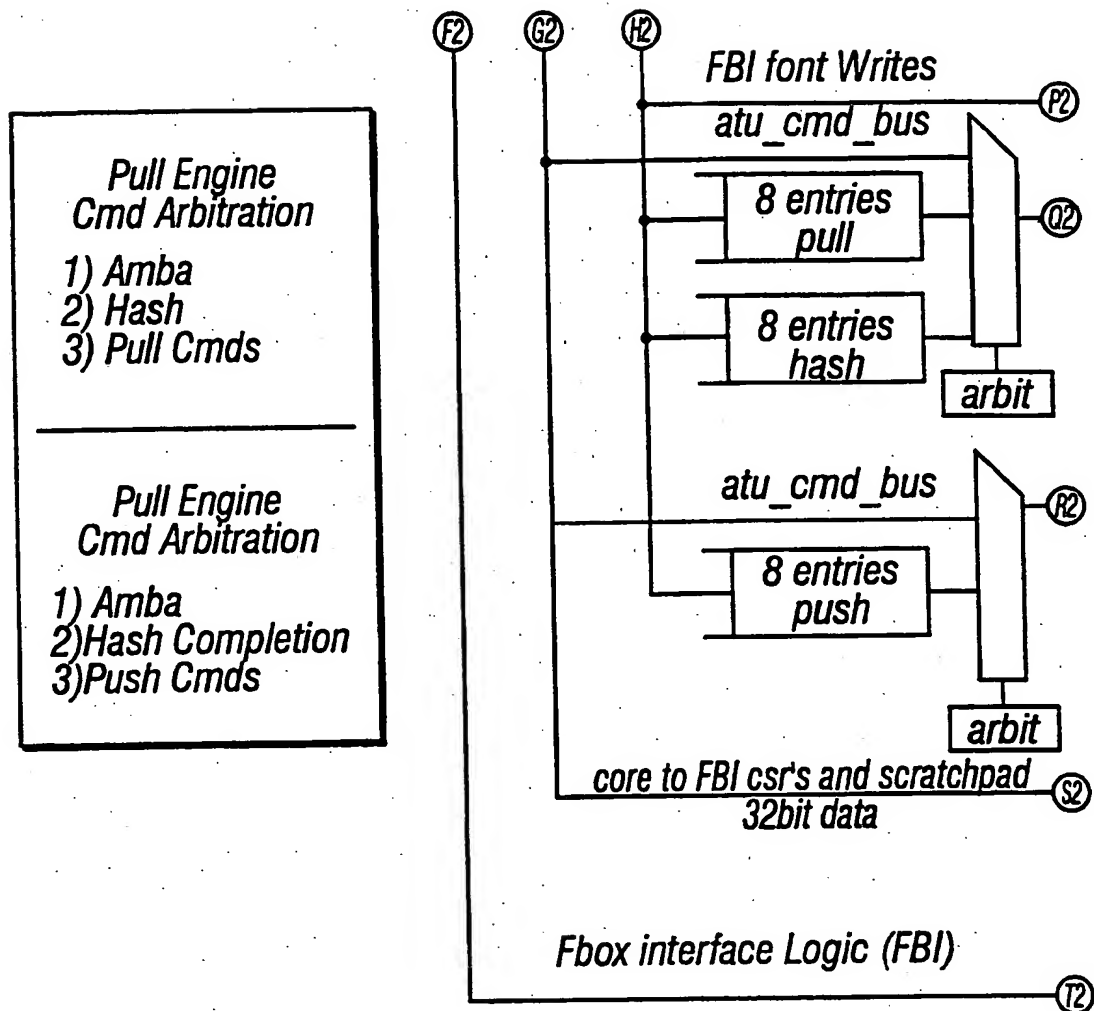 F2 G2 H2
FBI font Writes
P2
atu_cmd_bus
8 entries
pull
Q2
8 entries
hash
arbit
Pull Engine
Cmd Arbitration
1) Amba
2) Hash
3) Pull Cmds
Pull Engine
Cmd Arbitration
1) Amba
2)Hash Completion
3)Push Cmds
atu_cmd_bus
R2
8 entries
push
arbit
core to FBI csr's and scratchpad
32bit data
S2
Fbox interface Logic (FBI)
T2